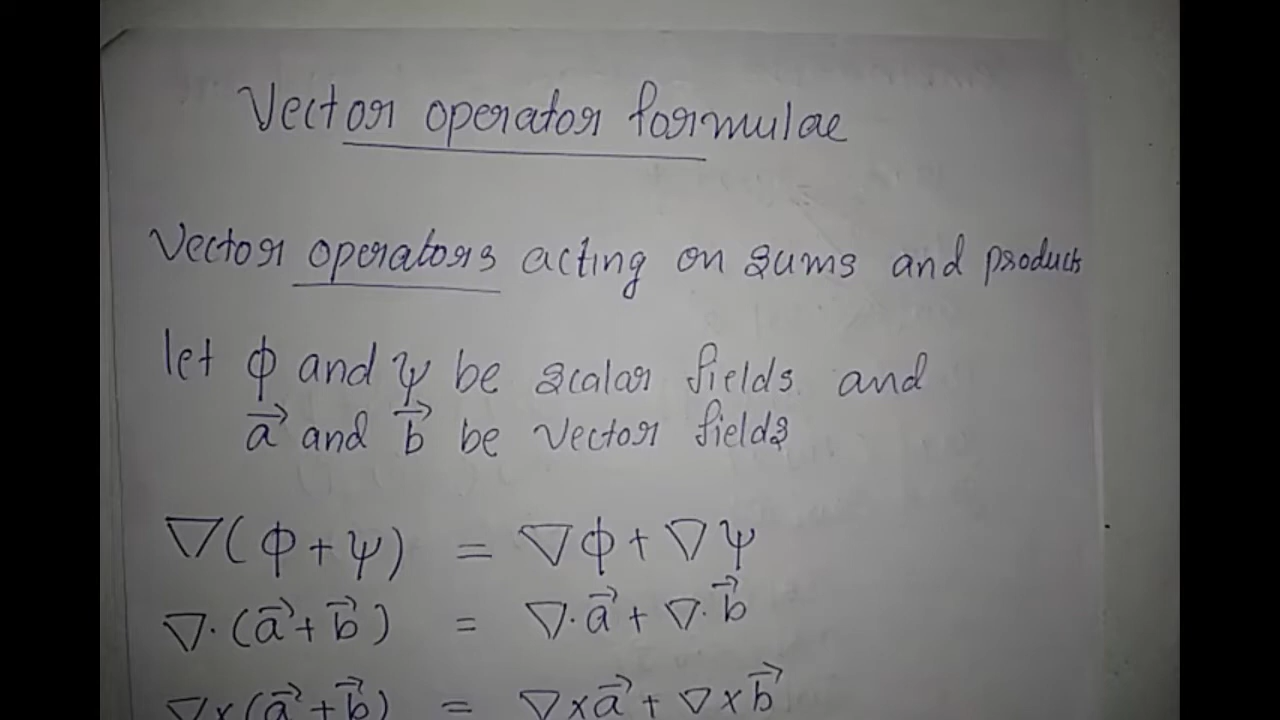 Vector operator formulae
Vector operators acting on sums and products
let ϕ and ψ be scalar fields and
a⃗ and b⃗ be vector fields
∇(ϕ+ψ) = ∇ϕ+∇ψ
∇·(a⃗+b⃗) = ∇·a⃗+∇·b⃗
∇×(a⃗+b⃗) = ∇×a⃗+∇×b⃗